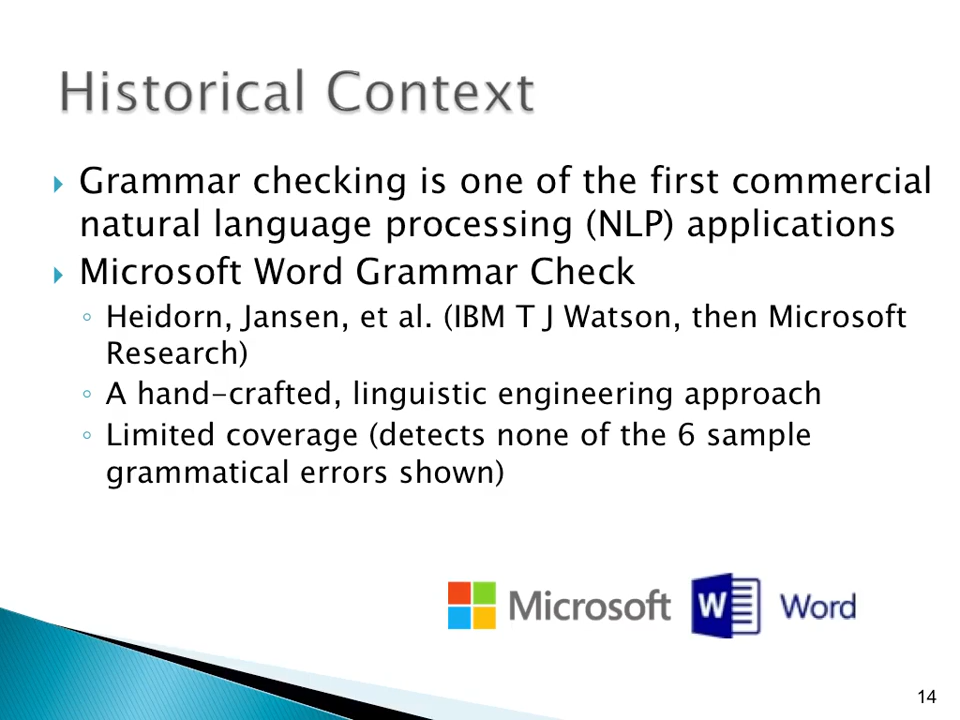 Historical Context
Grammar checking is one of the first commercial
natural language processing (NLP) applications
Microsoft Word Grammar Check
Heidorn, Jansen, et al. (IBM T J Watson, then Microsoft
Research)
A hand-crafted, linguistic engineering approach
Limited coverage (detects none of the 6 sample
grammatical errors shown)
Microsoft W Word
14